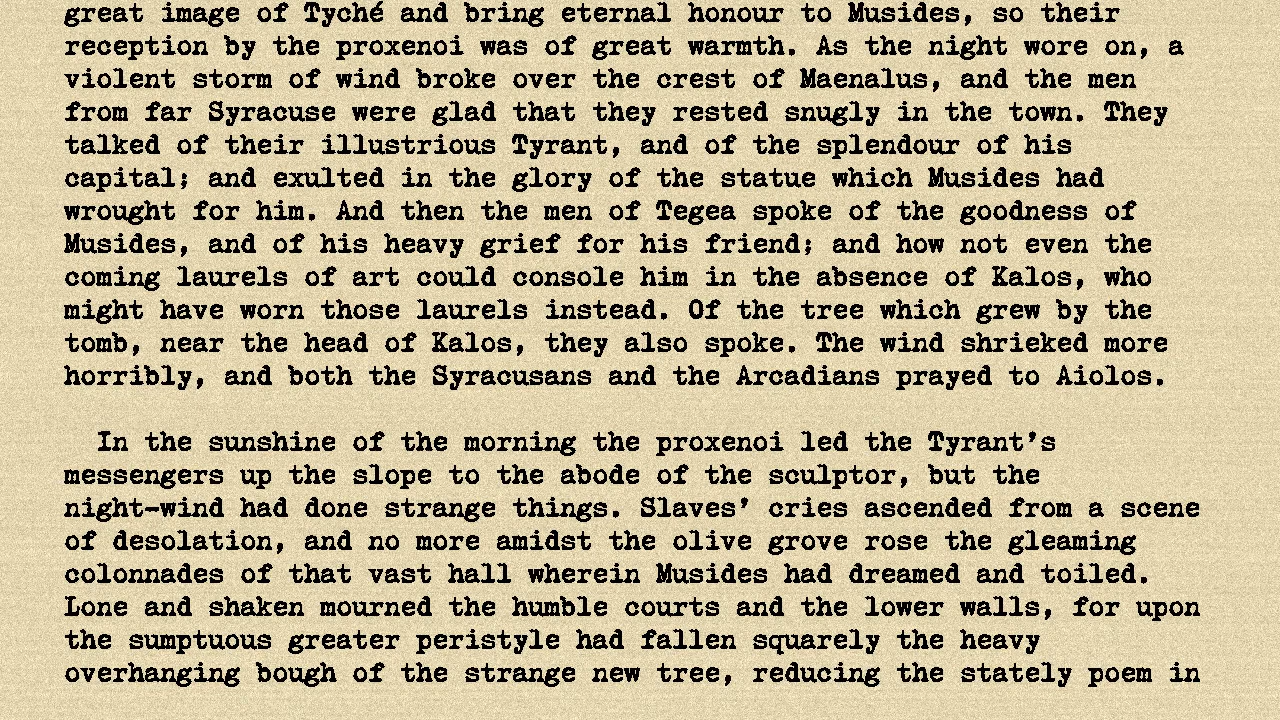 great image of Tyché and bring eternal honour to Musides, so their
reception by the proxenoi was of great warmth. As the night wore on, a
violent storm of wind broke over the crest of Maenalus, and the men
from far Syracuse were glad that they rested snugly in the town. They
talked of their illustrious Tyrant, and of the splendour of his
capital; and exulted in the glory of the statue which Musides had
wrought for him. And then the men of Tegea spoke of the goodness of
Musides, and of his heavy grief for his friend; and how not even the
coming laurels of art could console him in the absence of Kalos, who
might have worn those laurels instead. Of the tree which grew by the
tomb, near the head of Kalos, they also spoke. The wind shrieked more
horribly, and both the Syracusans and the Arcadians prayed to Aiolos.

In the sunshine of the morning the proxenoi led the Tyrant’s
messengers up the slope to the abode of the sculptor, but the
night-wind had done strange things. Slaves’ cries ascended from a scene
of desolation, and no more amidst the olive grove rose the gleaming
colonnades of that vast hall wherein Musides had dreamed and toiled.
Lone and shaken mourned the humble courts and the lower walls, for upon
the sumptuous greater peristyle had fallen squarely the heavy
overhanging bough of the strange new tree, reducing the stately poem in